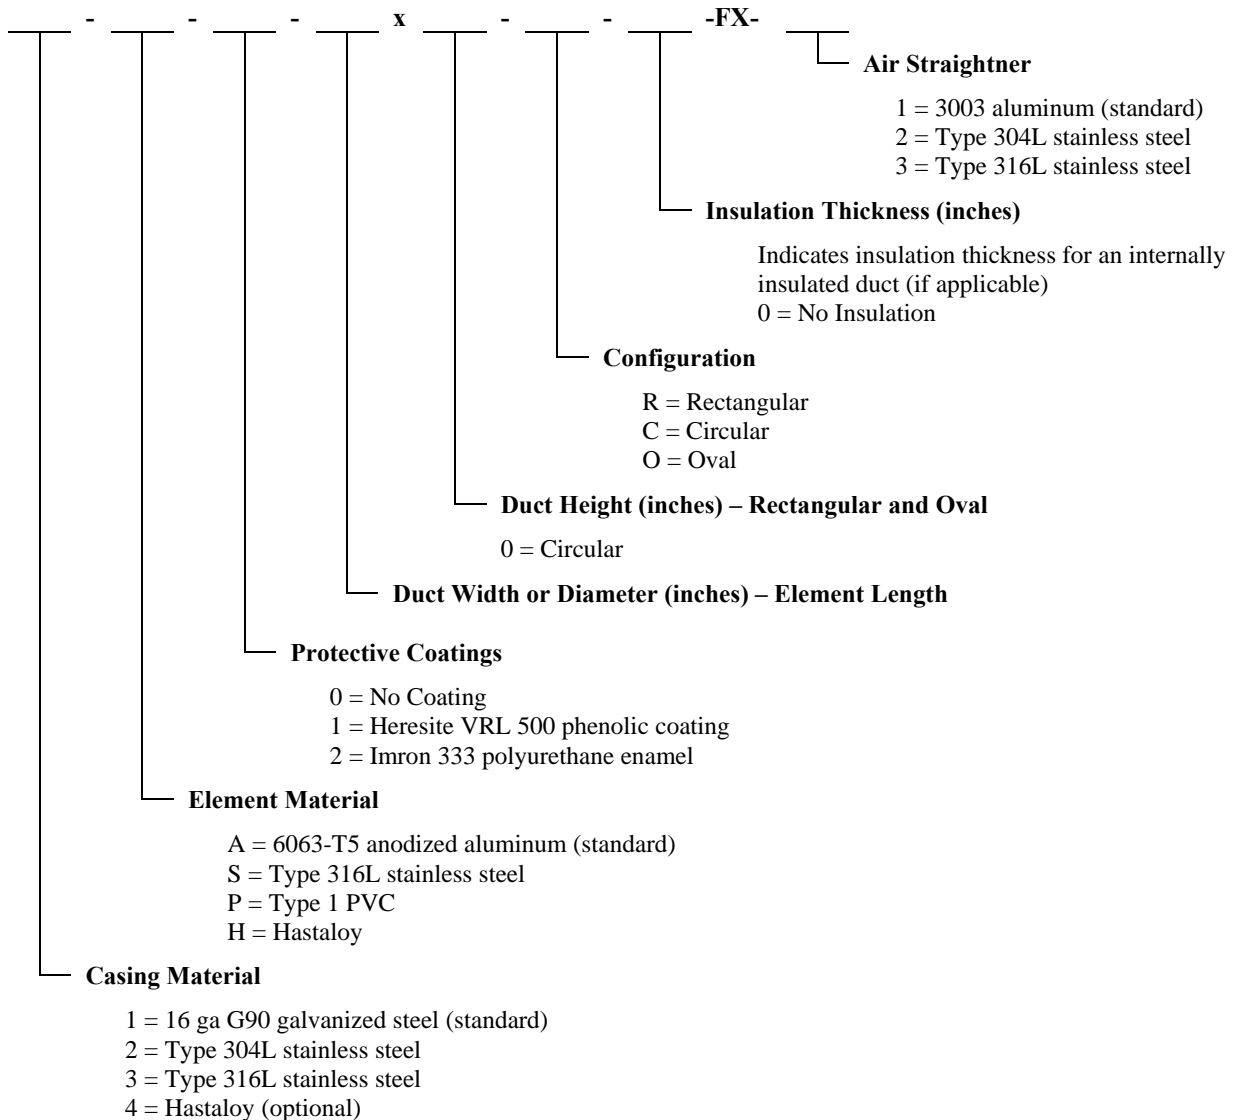 - - - x - - -FX-
Air Straightner
1 = 3003 aluminum (standard)
2 = Type 304L stainless steel
3 = Type 316L stainless steel
Insulation Thickness (inches)
Indicates insulation thickness for an internally
insulated duct (if applicable)
0 = No Insulation
Configuration
R = Rectangular
C = Circular
O = Oval
Duct Height (inches) – Rectangular and Oval
0 = Circular
Duct Width or Diameter (inches) – Element Length
Protective Coatings
0 = No Coating
1 = Heresite VRL 500 phenolic coating
2 = Imron 333 polyurethane enamel
Element Material
A = 6063-T5 anodized aluminum (standard)
S = Type 316L stainless steel
P = Type 1 PVC
H = Hastaloy
Casing Material
1 = 16 ga G90 galvanized steel (standard)
2 = Type 304L stainless steel
3 = Type 316L stainless steel
4 = Hastaloy (optional)